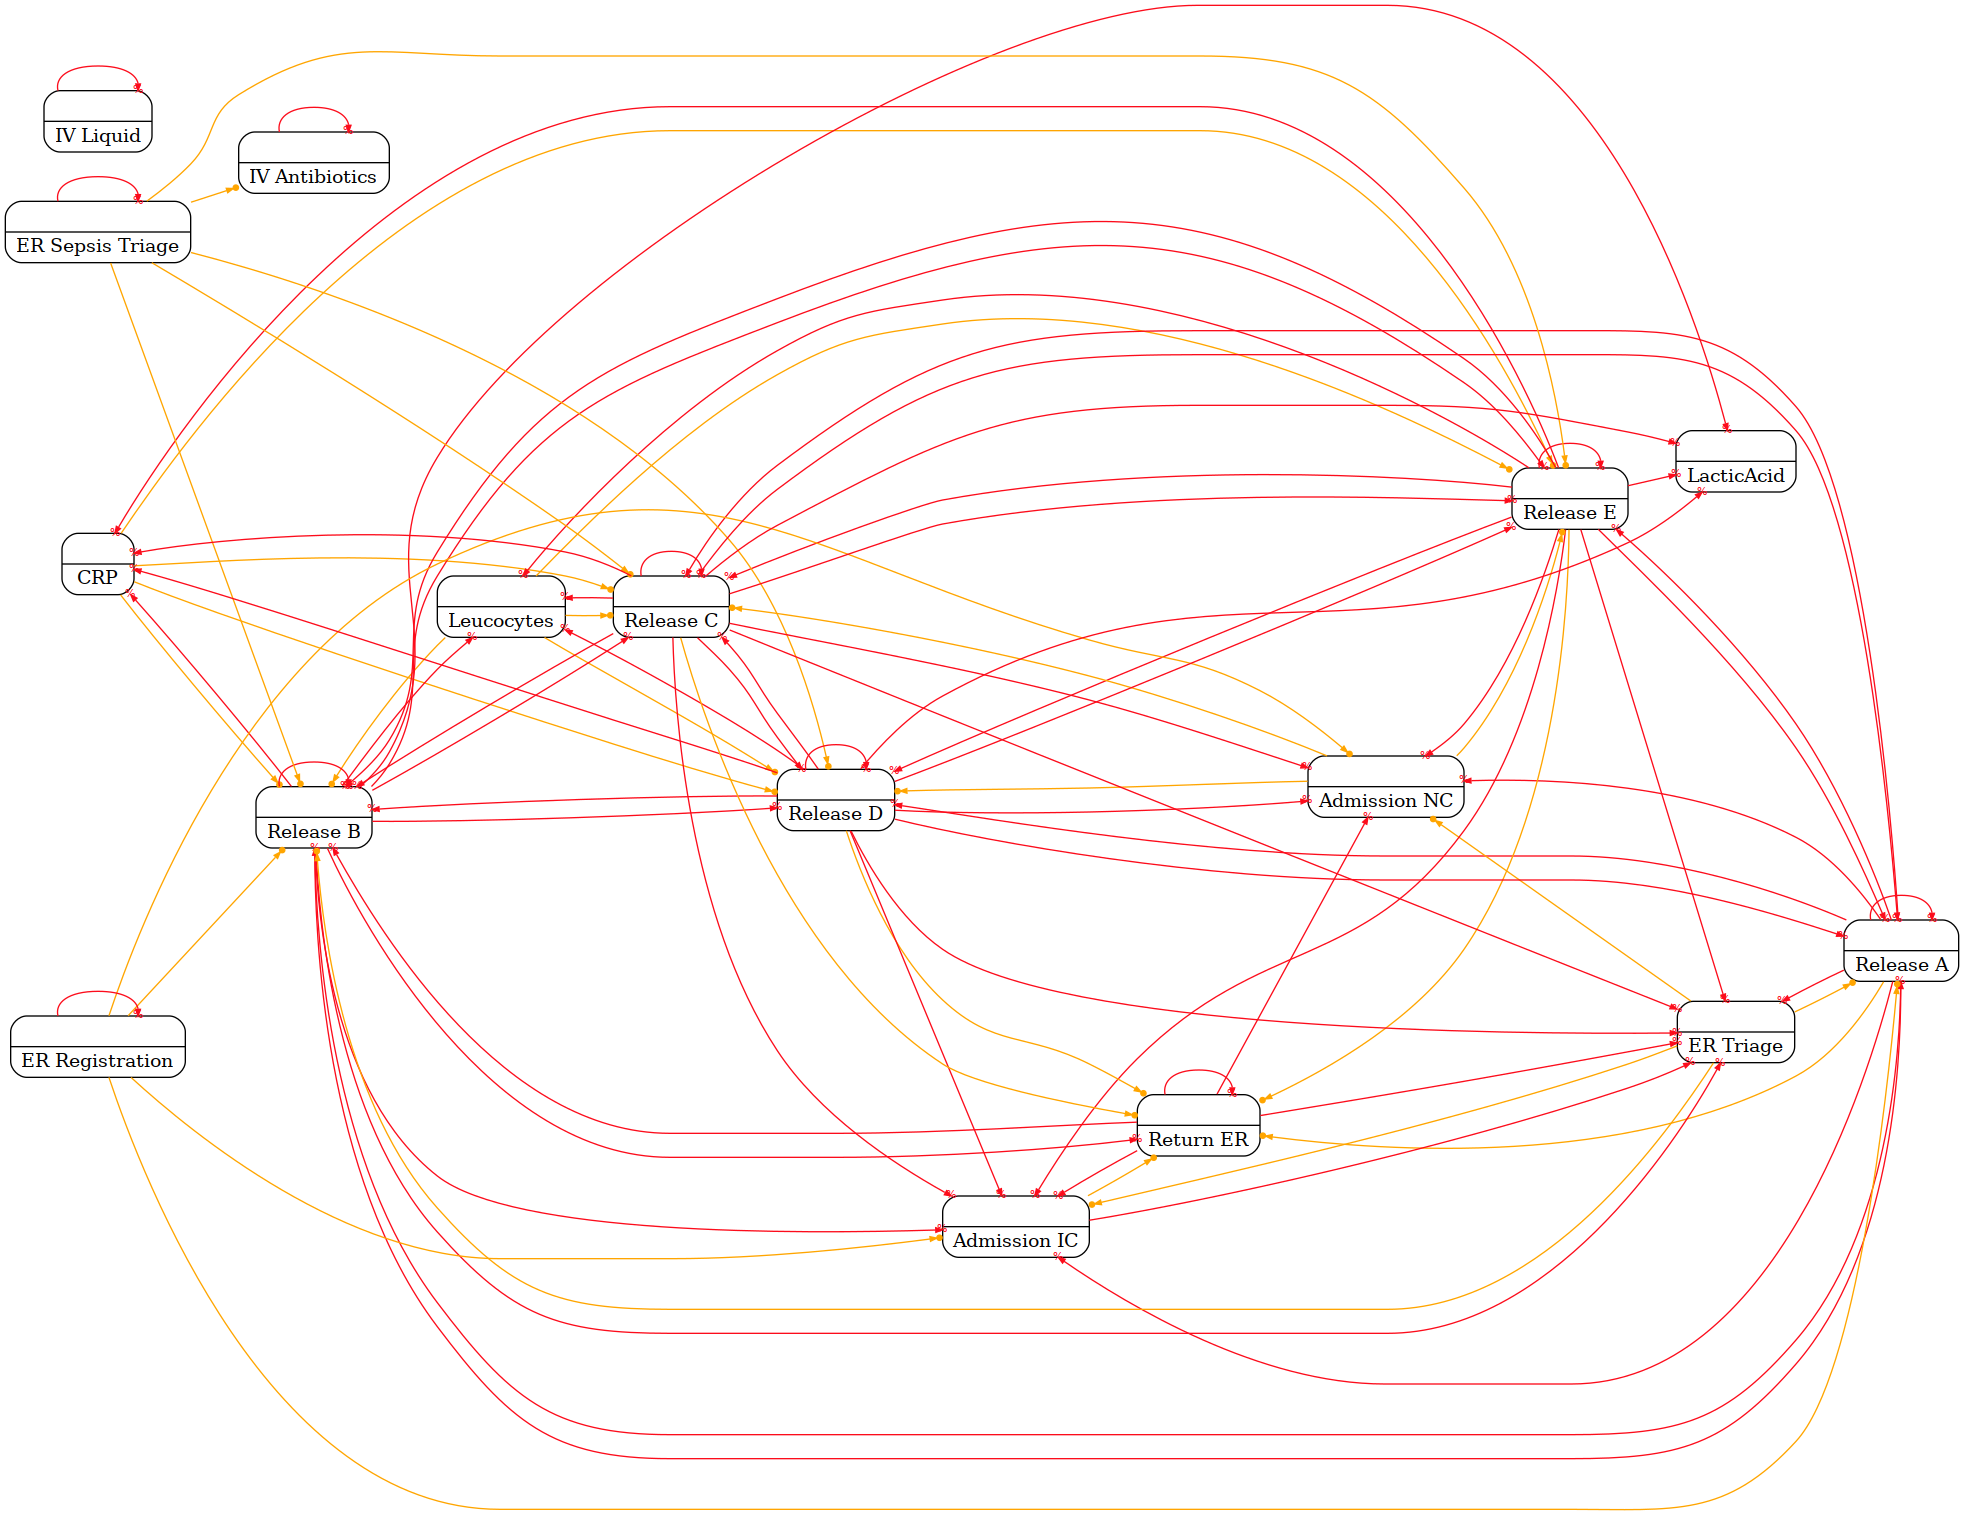 IV Liquid
IV Antibiotics
ER Sepsis Triage
LacticAcid
Release E
CRP
Leucocytes
Release C
Admission NC
Release D
Release B
Release A
ER Triage
ER Registration
Return ER
Admission IC